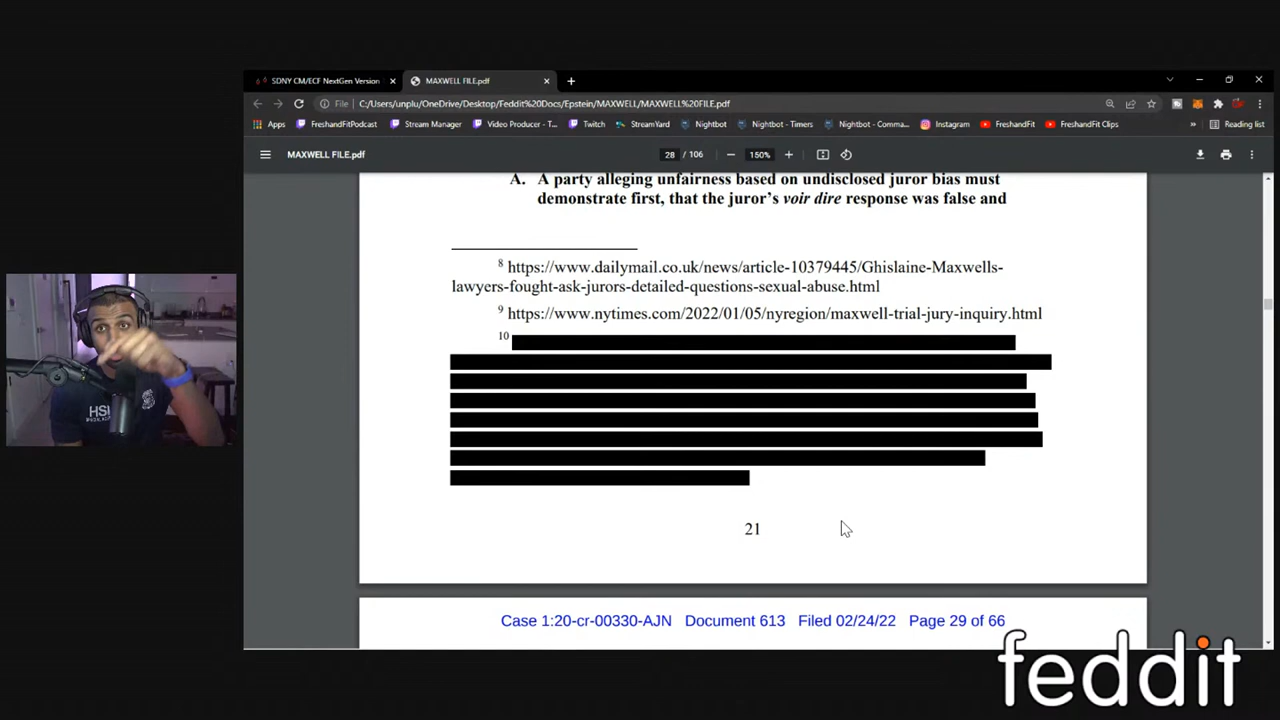 SDNY CM/ECF NextGen Version
MAXWELL FILE.pdf
File
C:/Users/unplu/OneDrive/Desktop/Feddit%20Docs/Epstein/MAXWELL/MAXWELL%20FILE.pdf
Apps FreshandFitPodcast Stream Manager Video Producer - T... Twitch StreamYard Nightbot Nightbot - Timers Nightbot - Comma... Instagram FreshandFit FreshandFit Clips » Reading list
MAXWELL FILE.pdf 28 / 106 150%
A. A party alleging unfairness based on undisclosed juror bias must
demonstrate first, that the juror's voir dire response was false and
8 https://www.dailymail.co.uk/news/article-10379445/Ghislaine-Maxwells-
lawyers-fought-ask-jurors-detailed-questions-sexual-abuse.html
9 https://www.nytimes.com/2022/01/05/nyregion/maxwell-trial-jury-inquiry.html
10
21
Case 1:20-cr-00330-AJN Document 613 Filed 02/24/22 Page 29 of 66
HSI
feddit